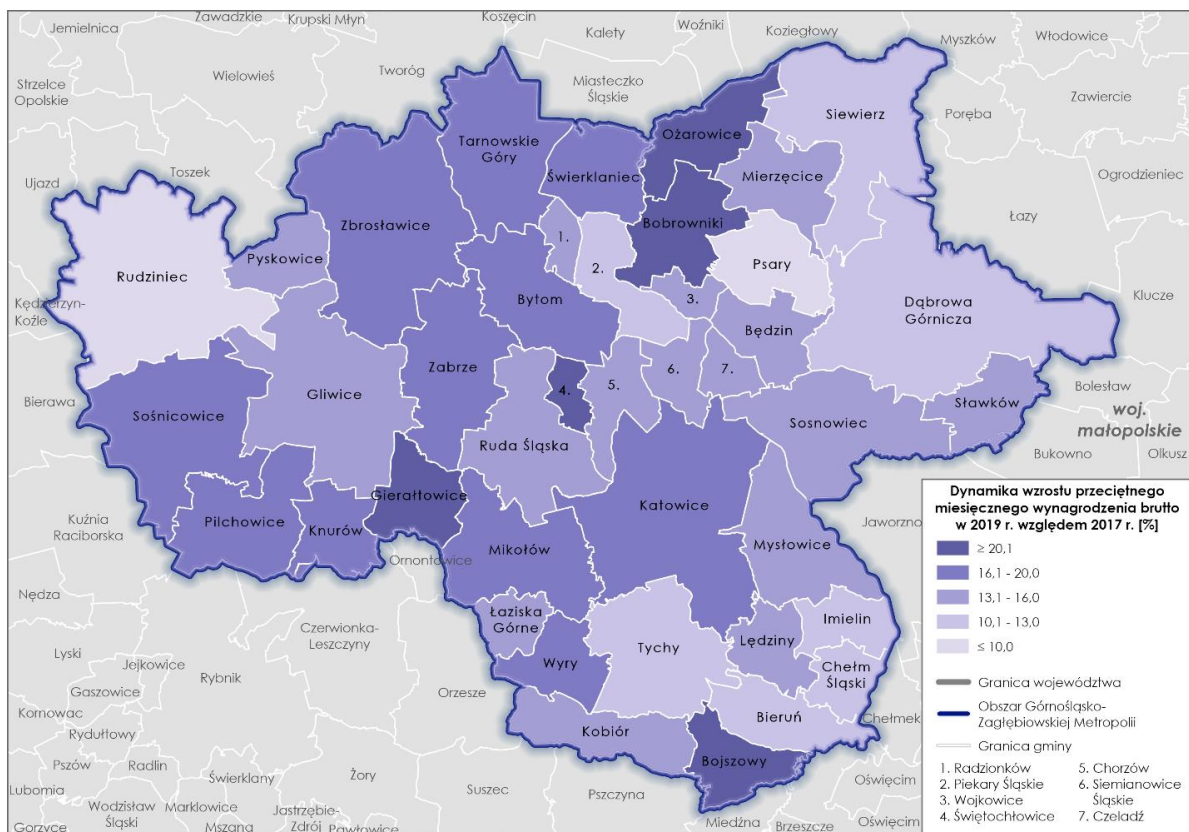 Jemielnica
Zawadzkie
Krupski Młyn
Koszęcin
Kalety
Woźniki
Koziegłowy
Myszków
Włodowice
Strzelce
Opolskie
Wielowieś
Tworóg
Miasteczko
Śląskie
Poręba
Zawiercie
Ożarowice
Siewierz
Tarnowskie
Góry
Świerklaniec
Mierzęcice
Ujazd
Toszek
Ogrodzieniec
Zbrosławice
Bobrowniki
Łazy
Pyskowice
1.
2.
Psary
Rudziniec
Kędzierzyn-
Koźle
Bytom
3.
Dąbrowa
Górnicza
Klucze
Będzin
Zabrze
4.
5.
6.
7.
Bierawa
Gliwice
Bolesław
Sośnicowice
Sławków
woj.
małopolskie
Ruda Śląska
Sosnowiec
Bukowno
Olkusz
Gierałtowice
Katowice
Kuźnia
Raciborska
Pilchowice
Knurów
Mikołów
Jaworzno
Mysłowice
Ornontowice
Nędza
Łaziska
Górne
Imielin
Czerwionka-
Leszczyny
Tychy
Lędziny
Lyski
Jejkowice
Rybnik
Wyry
Chełm
Śląski
Gaszowice
Orzesze
Kornowac
Bieruń
Chełmek
Rydułtowy
Kobiór
Pszów
Radlin
Bojszowy
Lubomia
Świerklany
Żory
Suszec
Pszczyna
Oświęcim
Wodzisław
Śląski
Marklowice
Jastrzębie-
Zdrój
Gorzyce
Mszana
Pawłowice
Miedźna
Brzeszcze
Oświęcim
Dynamika wzrostu przeciętnego
miesięcznego wynagrodzenia brutto
w 2019 r. względem 2017 r. [%]
≥ 20,1
16,1 - 20,0
13,1 - 16,0
10,1 - 13,0
≤ 10,0
Granica województwa
Obszar Górnośląsko-
Zagłębiowskiej Metropolii
Granica gminy
1. Radzionków
2. Piekary Śląskie
3. Wojkowice
4. Świętochłowice
5. Chorzów
6. Siemianowice
Śląskie
7. Czeladź